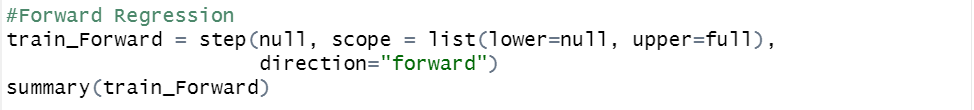 #Forward Regression
train_Forward = step(null, scope = list(lower=null, upper=full),
                     direction="forward")
summary(train_Forward)